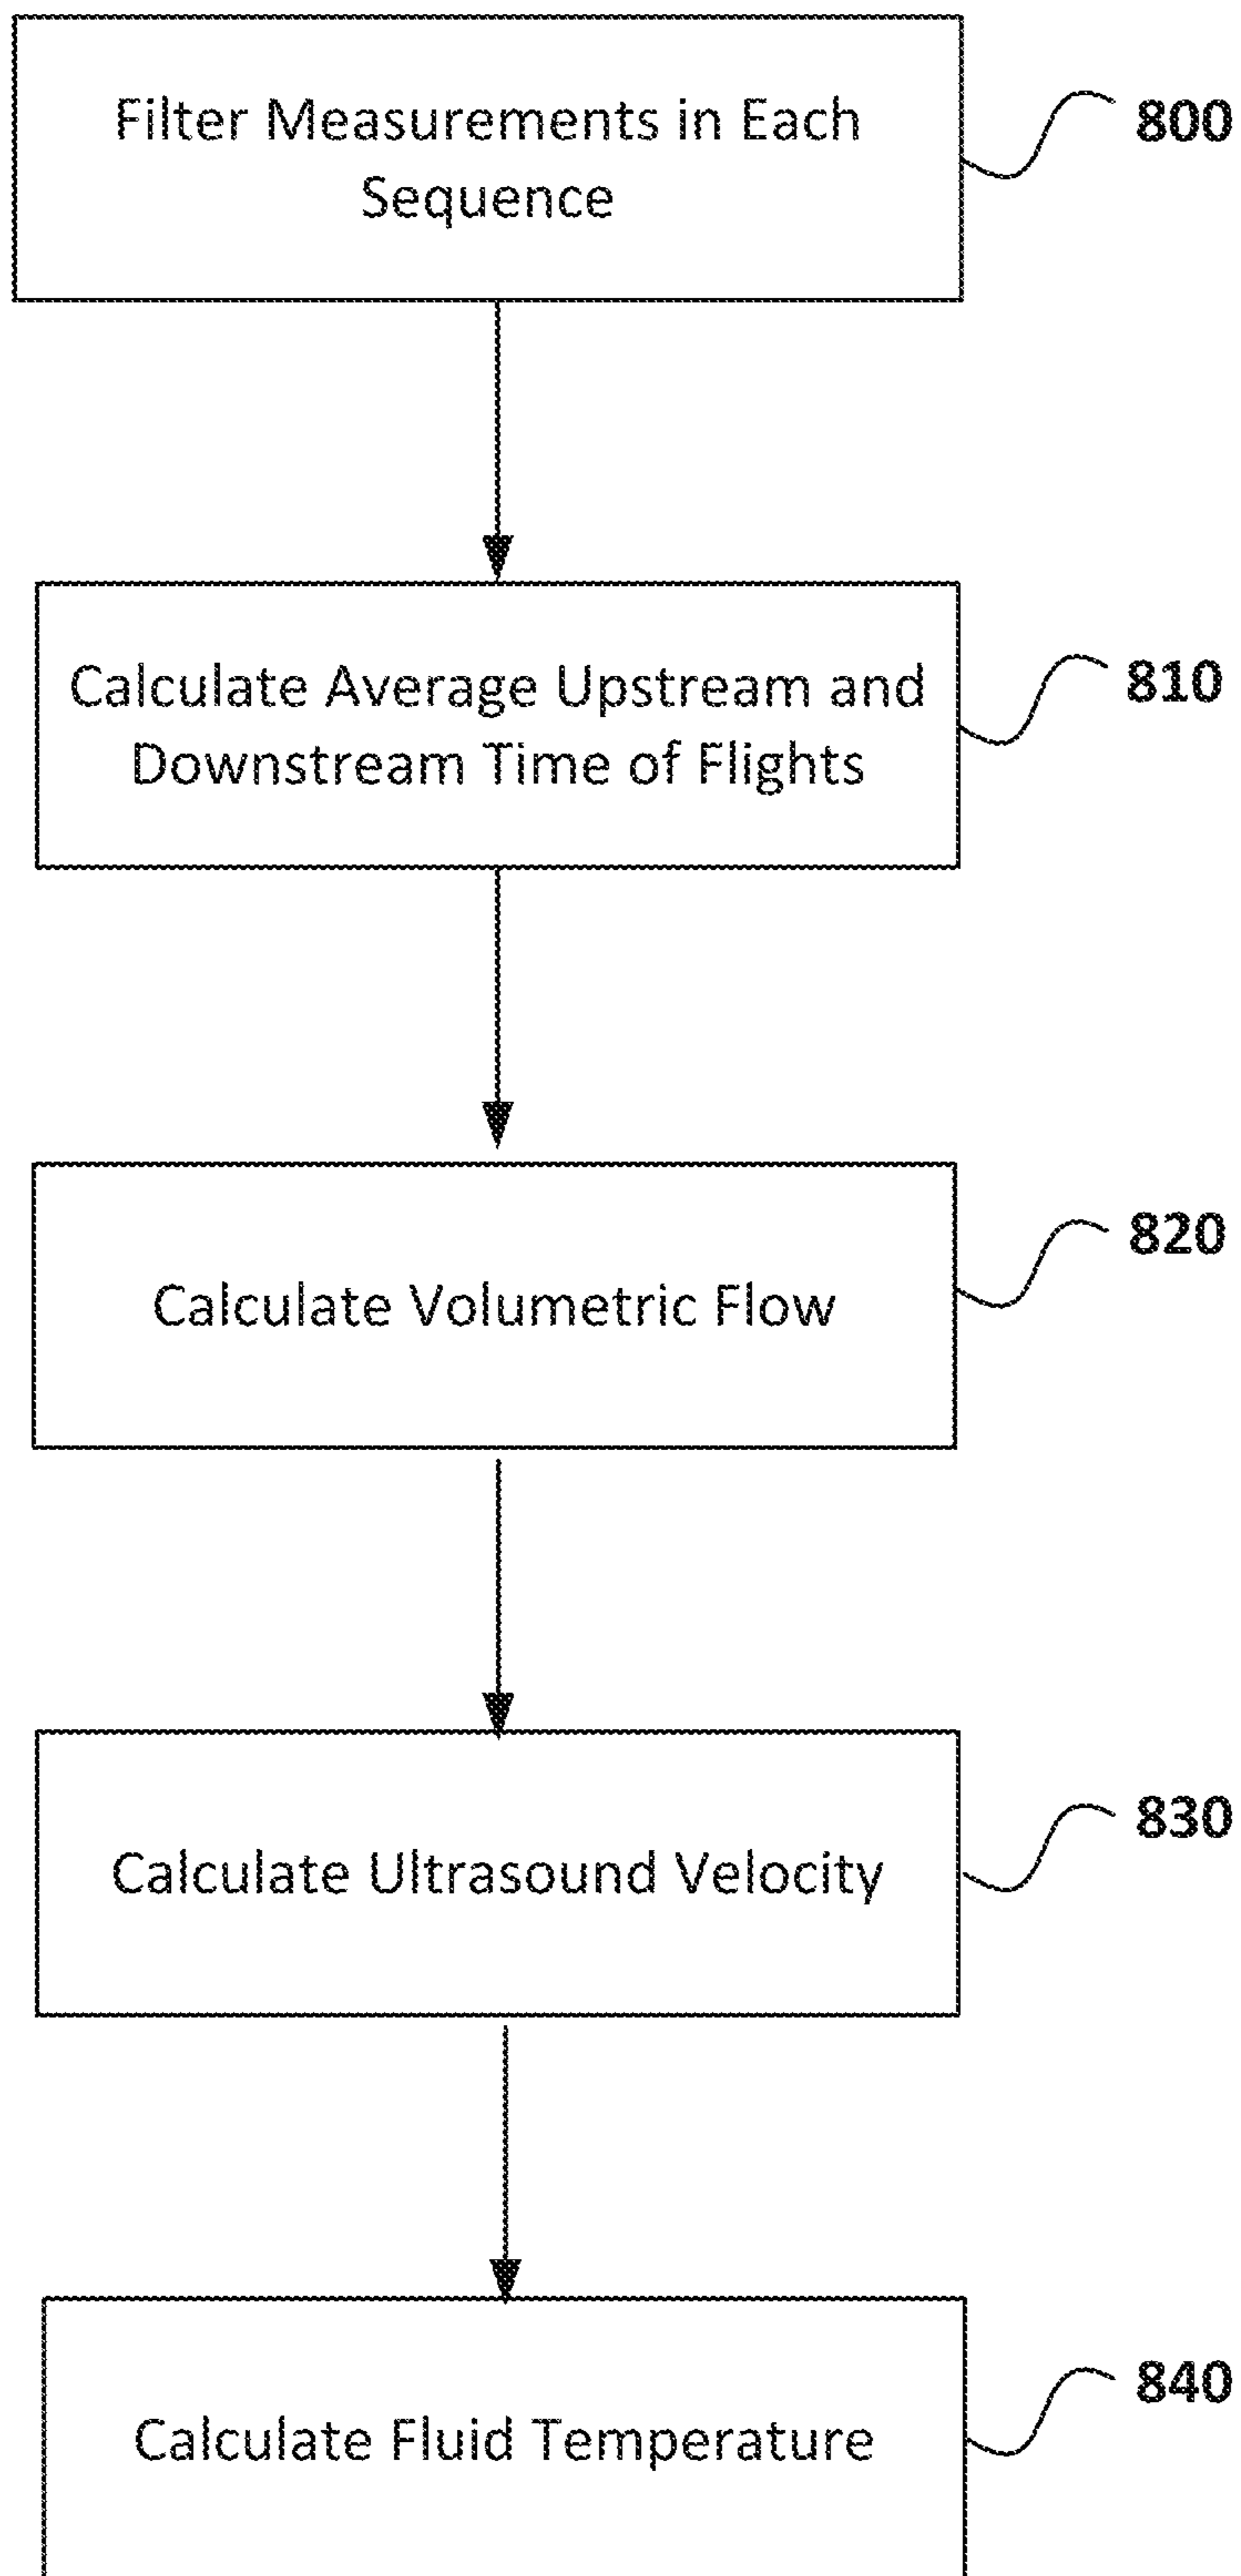 Filter Measurements in Each
Sequence
800
Calculate Average Upstream and
Downstream Time of Flights
810
Calculate Volumetric Flow
820
Calculate Ultrasound Velocity
830
Calculate Fluid Temperature
840